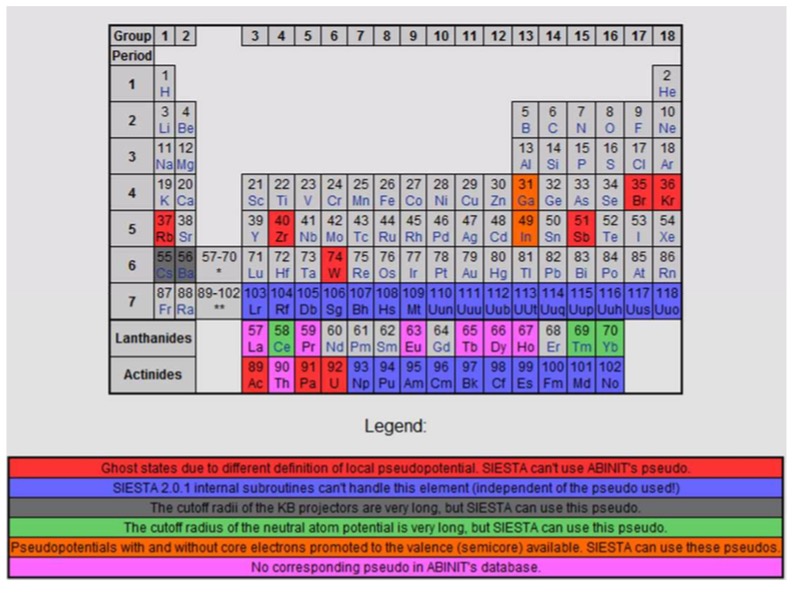 Group 1 2 3 4 5 6 7 8 9 10 11 12 13 14 15 16 17 18
Period
1 1 2
H He
2 3 4 5 6 7 8 9 10
Li Be B C N O F Ne
3 11 12 13 14 15 16 17 18
Na Mg Al Si P S Cl Ar
4 19 20 21 22 23 24 25 26 27 28 29 30 31 32 33 34 35 36
K Ca Sc Ti V Cr Mn Fe Co Ni Cu Zn Ga Ge As Se Br Kr
5 37 38 39 40 41 42 43 44 45 46 47 48 49 50 51 52 53 54
Rb Sr Y Zr Nb Mo Tc Ru Rh Pd Ag Cd In Sn Sb Te I Xe
6 55 56 57-70 71 72 73 74 75 76 77 78 79 80 81 82 83 84 85 86
Cs Ba * Lu Hf Ta W Re Os Ir Pt Au Hg Tl Pb Bi Po At Rn
7 87 88 89-102 103 104 105 106 107 108 109 110 111 112 113 114 115 116 117 118
Fr Ra ** Lr Rf Db Sg Bh Hs Mt Uun Uuu Uub UUt Uuq Uup Uuh Uus Uuo
Lanthanides 57 58 59 60 61 62 63 64 65 66 67 68 69 70
La Ce Pr Nd Pm Sm Eu Gd Tb Dy Ho Er Tm Yb
Actinides 89 90 91 92 93 94 95 96 97 98 99 100 101 102
Ac Th Pa U Np Pu Am Cm Bk Cf Es Fm Md No
Legend:
Ghost states due to different definition of local pseudopotential. SIESTA can't use ABINIT's pseudo.
SIESTA 2.0.1 internal subroutines can't handle this element (independent of the pseudo used!)
The cutoff radii of the KB projectors are very long, but SIESTA can use this pseudo.
The cutoff radius of the neutral atom potential is very long, but SIESTA can use this pseudo.
Pseudopotentials with and without core electrons promoted to the valence (semicore) available. SIESTA can use these pseudos.
No corresponding pseudo in ABINIT's database.